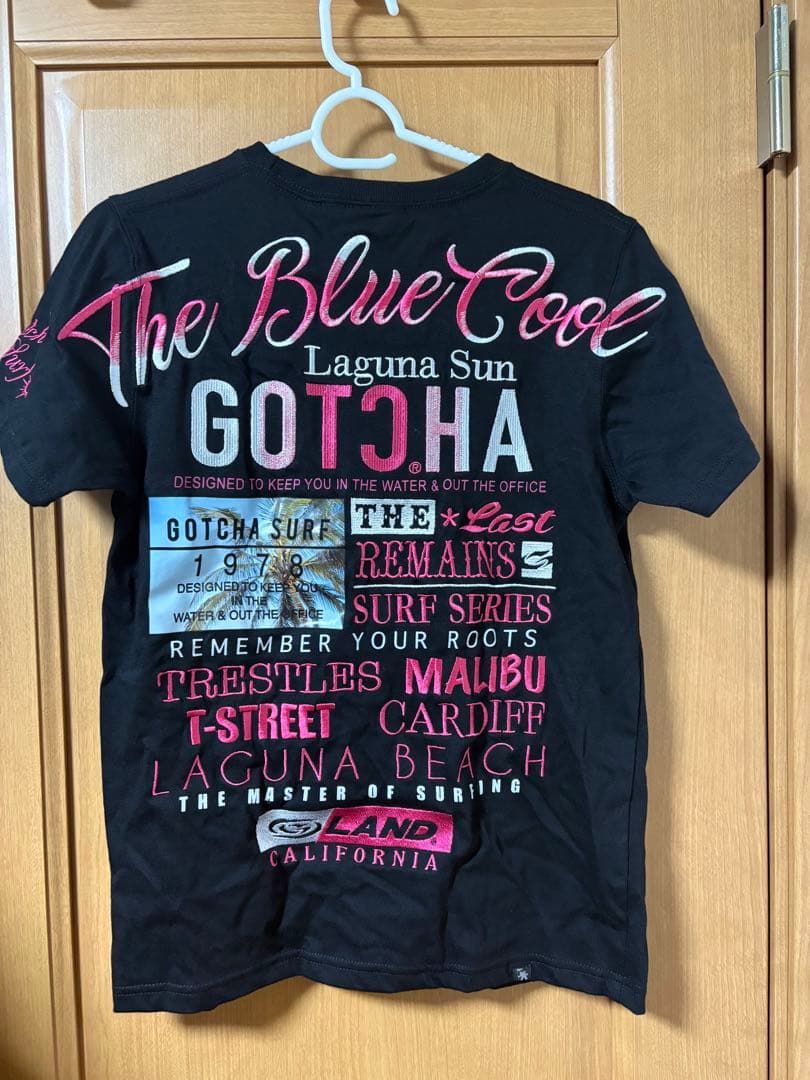 The Blue Cool
Laguna Sun
GOTCHA®
DESIGNED TO KEEP YOU IN THE WATER & OUT THE OFFICE
GOTCHA SURF
1978
DESIGNED TO KEEP YOU
IN THE
WATER & OUT THE OFFICE
THE *Last
REMAINS
SURF SERIES
REMEMBER YOUR ROOTS
TRESTLES MALIBU
T-STREET CARDIFF
LAGUNA BEACH
THE MASTER OF SURFING
LAND®
CALIFORNIA